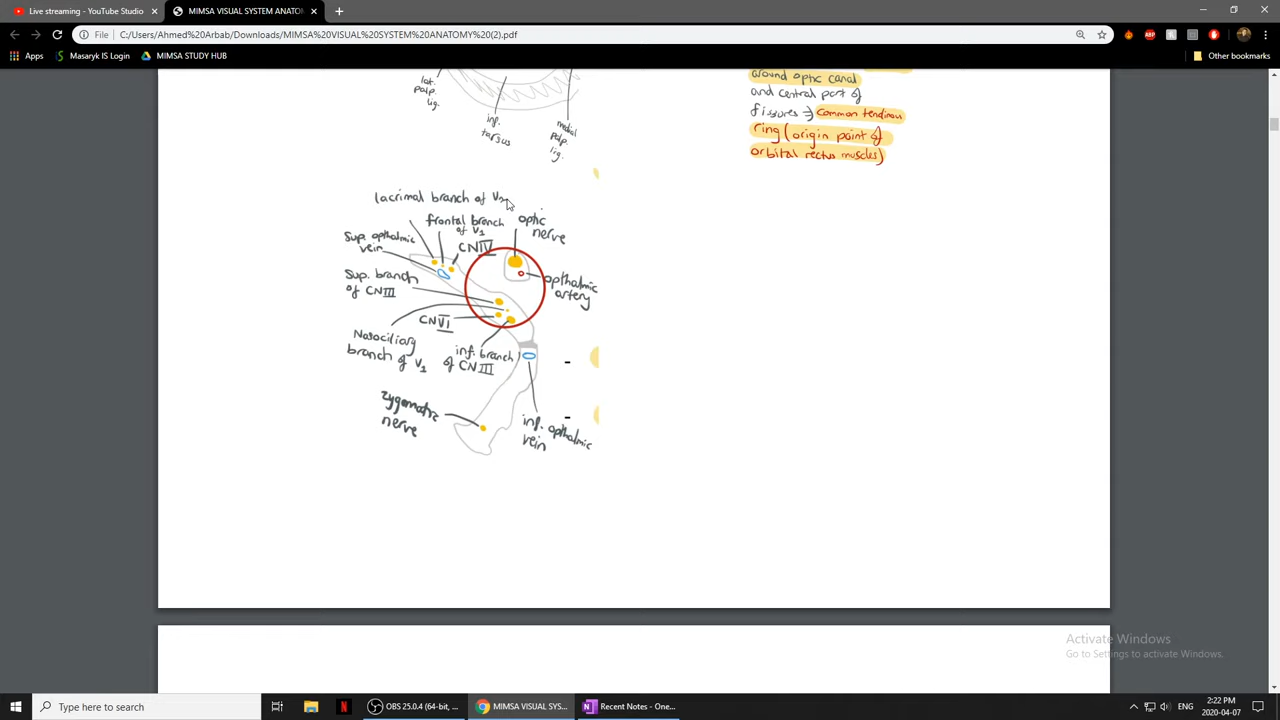 Live streaming - YouTube Studio
MIMSA VISUAL SYSTEM ANATOM
File
C:/Users/Ahmed%20Arbab/Downloads/MIMSA%20VISUAL%20SYSTEM%20ANATOMY%20(2).pdf
Apps
Masaryk IS Login
MIMSA STUDY HUB
Other bookmarks
lat.
palp.
lig.
inf.
tarsus
medial
palp.
lig.
around optic canal
and central part of
fissures => common tendinous
ring (origin point of
orbital rectus muscles)
lacrimal branch of
frontal branch
of V1
optic
nerve
Sup. opthalmic
vein
CN IV
Sup. branch
of CN III
opthalmic
artery
CN VI
Nasociliary
branch of V1
inf. branch
of CN III
zygomatic
nerve
inf. opthalmic
vein
Activate Windows
Go to Settings to activate Windows.
Type here to search
OBS 25.0.4 (64-bit, ...
MIMSA VISUAL SYS...
Recent Notes - One...
2:22 PM
2020-04-07